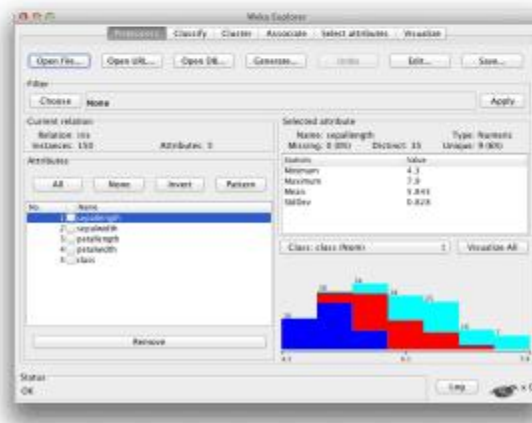 Weka Explorer
Preprocess Classify Cluster Associate Select attributes Visualize
Open file... Open URL... Open DB... Generate... Undo Edit... Save...
Filter
Choose None Apply
Current relation
Relation: iris
Instances: 150 Attributes: 5
Attributes
All None Invert Pattern
No. Name
1 sepallength
2 sepalwidth
3 petallength
4 petalwidth
5 class
Remove
Selected attribute
Name: sepallength Type: Numeric
Missing: 0 (0%) Distinct: 35 Unique: 9 (6%)
Statistic Value
Minimum 4.3
Maximum 7.9
Mean 5.843
StdDev 0.828
Class: class (Nom) Visualize All
Status
OK Log x 0